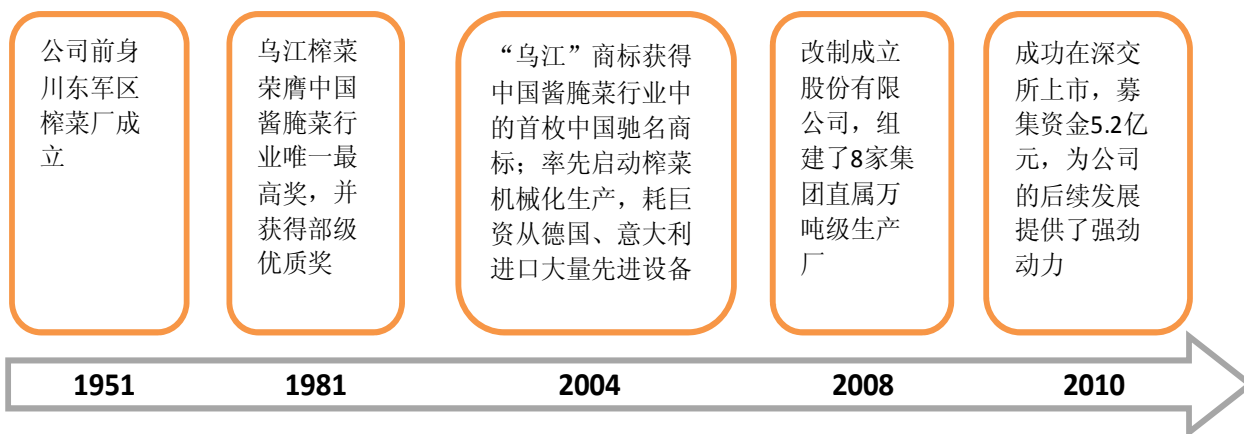 公司前身
川东军区
榨菜厂成
立
乌江榨菜
荣膺中国
酱腌菜行
业唯一最
高奖，并
获得部级
优质奖
“乌江”商标获得
中国酱腌菜行业中
的首枚中国驰名商
标；率先启动榨菜
机械化生产，耗巨
资从德国、意大利
进口大量先进设备
改制成立
股份有限
公司，组
建了8家集
团直属万
吨级生产
厂
成功在深交
所上市，募
集资金5.2亿
元，为公司
的后续发展
提供了强劲
动力
1951
1981
2004
2008
2010